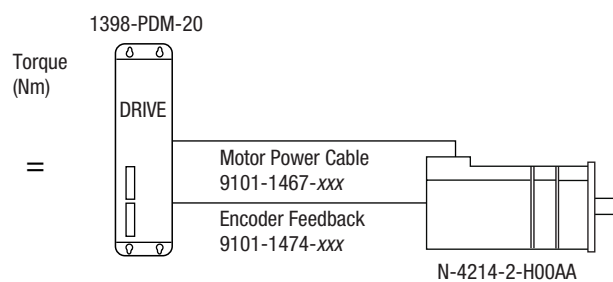 1398-PDM-20
Torque
(Nm)
DRIVE
=
Motor Power Cable
9101-1467-xxx
Encoder Feedback
9101-1474-xxx
N-4214-2-H00AA